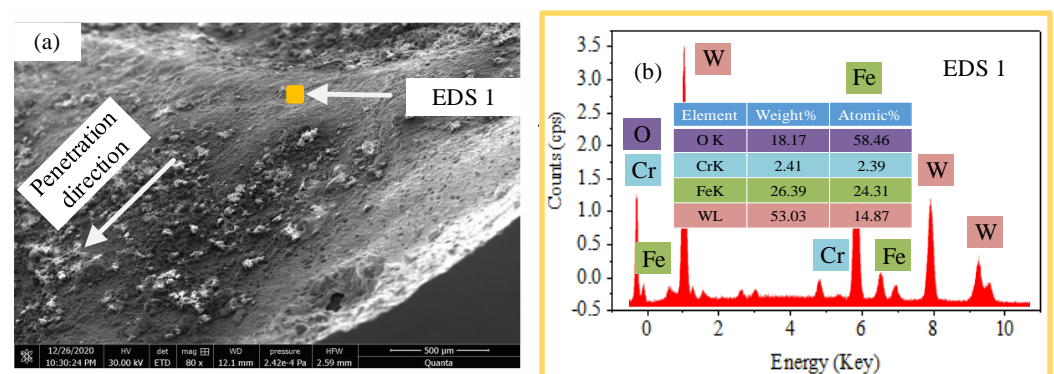 (a)
EDS 1
Penetration
direction
12/26/2020 HV det mag WD pressure HFW 500 μm
10:30:24 PM 30.00 kV ETD 80 x 12.1 mm 2.42e-4 Pa 2.59 mm Quanta
(b)
EDS 1
W
Fe
Element Weight% Atomic%
O K 18.17 58.46
CrK 2.41 2.39
FeK 26.39 24.31
WL 53.03 14.87
O
Cr
Fe
Cr
Fe
W
W
Counts (cps)
3.5
3.0
2.5
2.0
1.5
1.0
0.5
0.0
-0.5
0 2 4 6 8 10
Energy (Key)